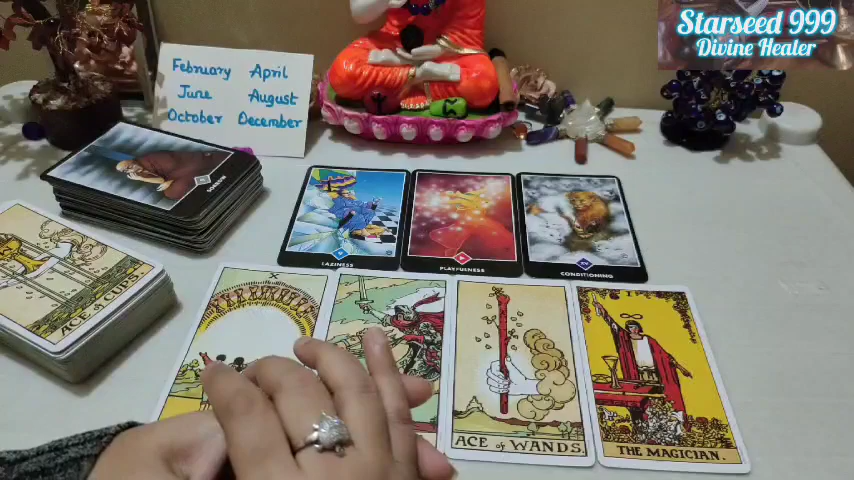 Starseed 999
Divine Healer
February April
June August
October December
SORROW
ACE of CUPS
LAZINESS
PLAYFULNESS
CONDITIONING
X
ACE of WANDS.
THE MAGICIAN.